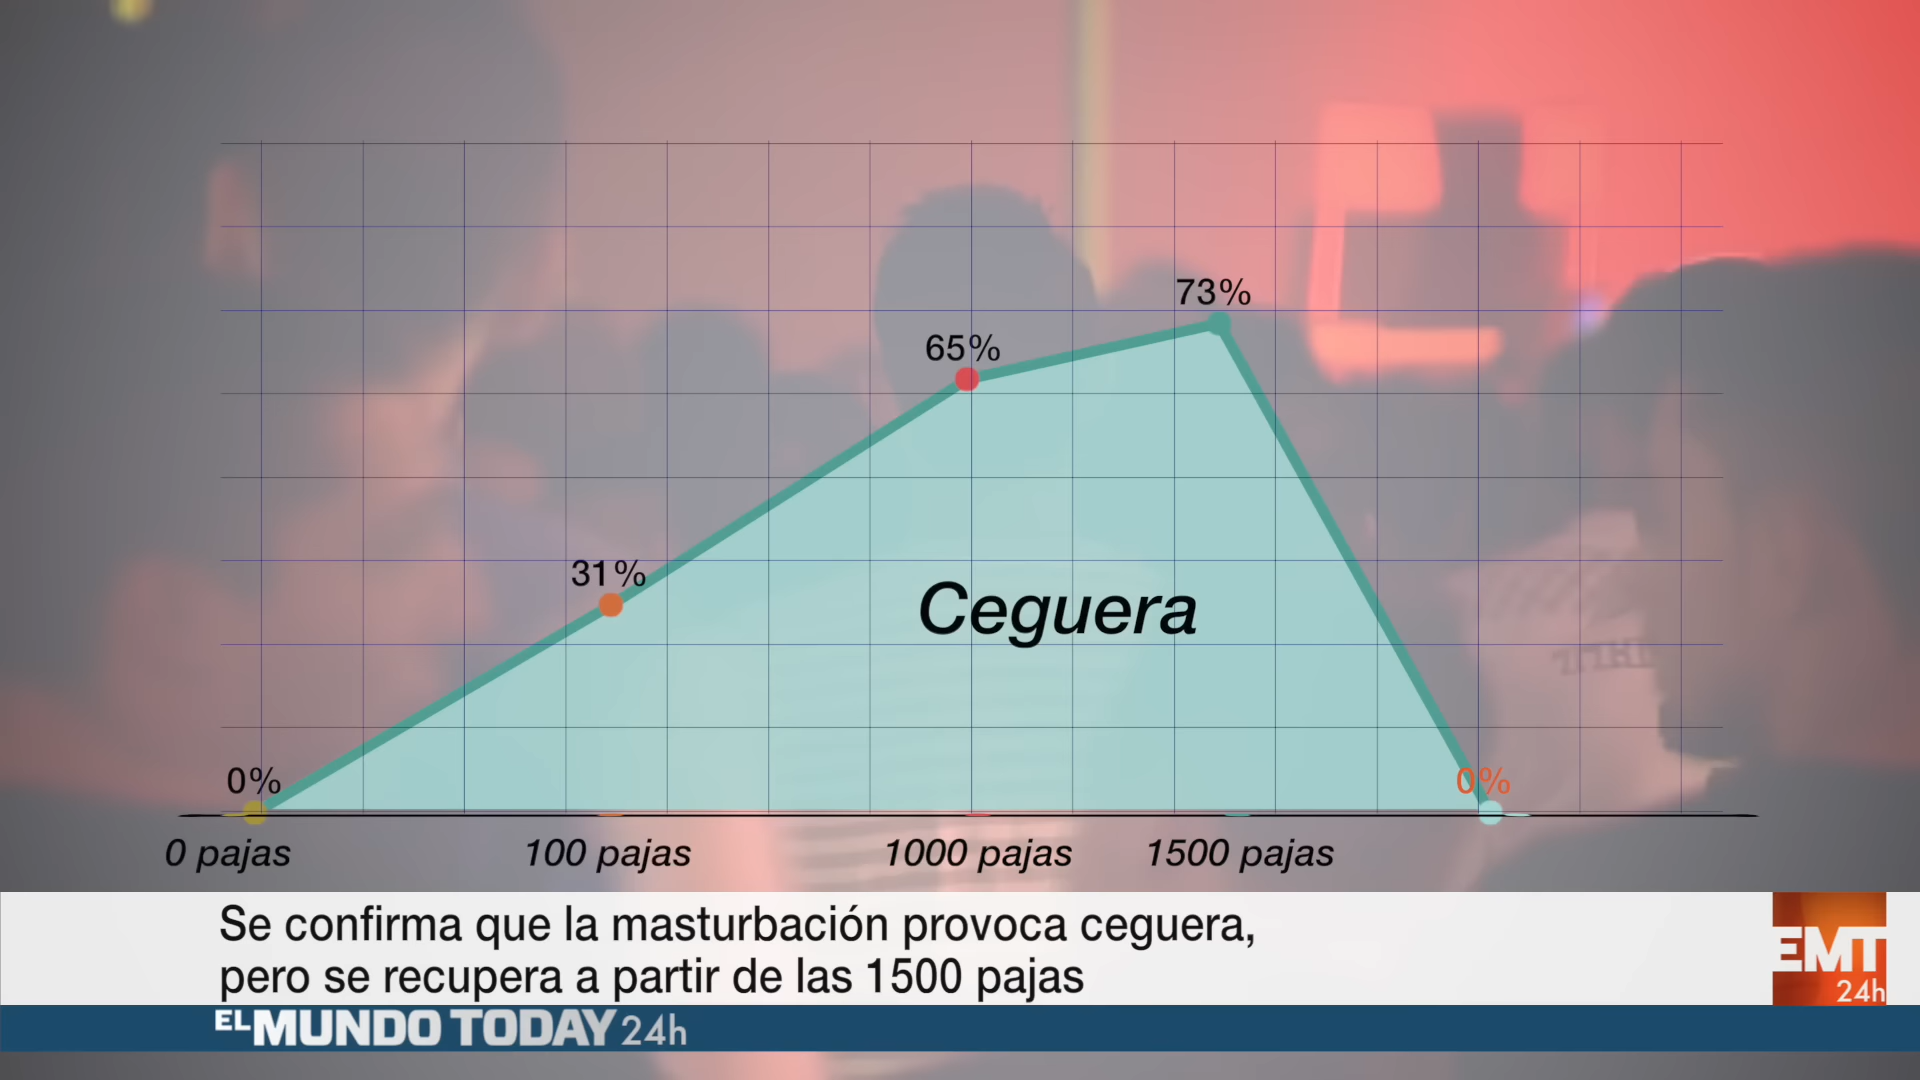 73%
65%
31%
Ceguera
0%
0%
0 pajas
100 pajas
1000 pajas
1500 pajas
Se confirma que la masturbación provoca ceguera,
pero se recupera a partir de las 1500 pajas
EMT
24h
EL MUNDO TODAY 24h